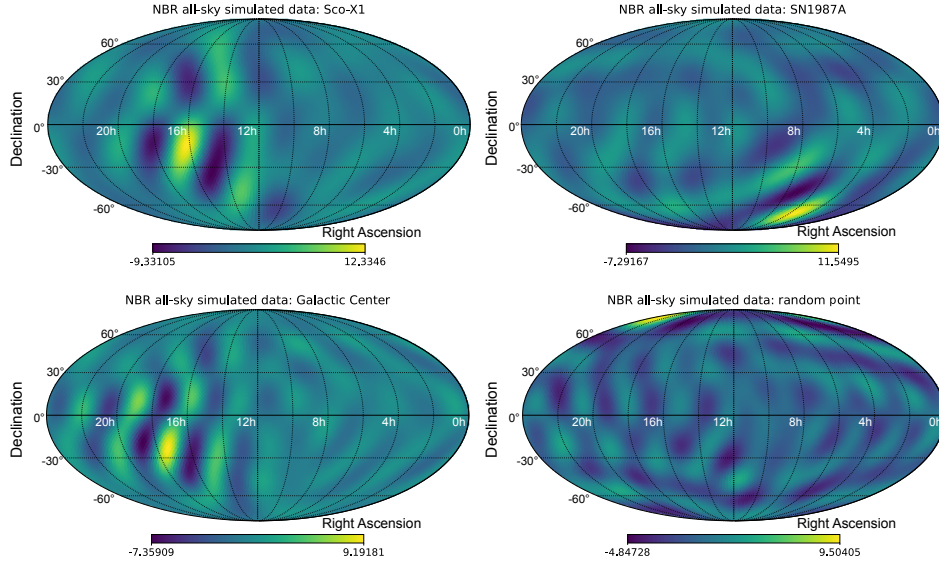 NBR all-sky simulated data: Sco-X1
Declination
60°
30°
0°
-30°
-60°
20h 16h 12h 8h 4h 0h
Right Ascension
-9.33105 12.3346
NBR all-sky simulated data: SN1987A
Declination
60°
30°
0°
-30°
-60°
20h 16h 12h 8h 4h 0h
Right Ascension
-7.29167 11.5495
NBR all-sky simulated data: Galactic Center
Declination
60°
30°
0°
-30°
-60°
20h 16h 12h 8h 4h 0h
Right Ascension
-7.35909 9.19181
NBR all-sky simulated data: random point
Declination
60°
30°
0°
-30°
-60°
20h 16h 12h 8h 4h 0h
Right Ascension
-4.84728 9.50405